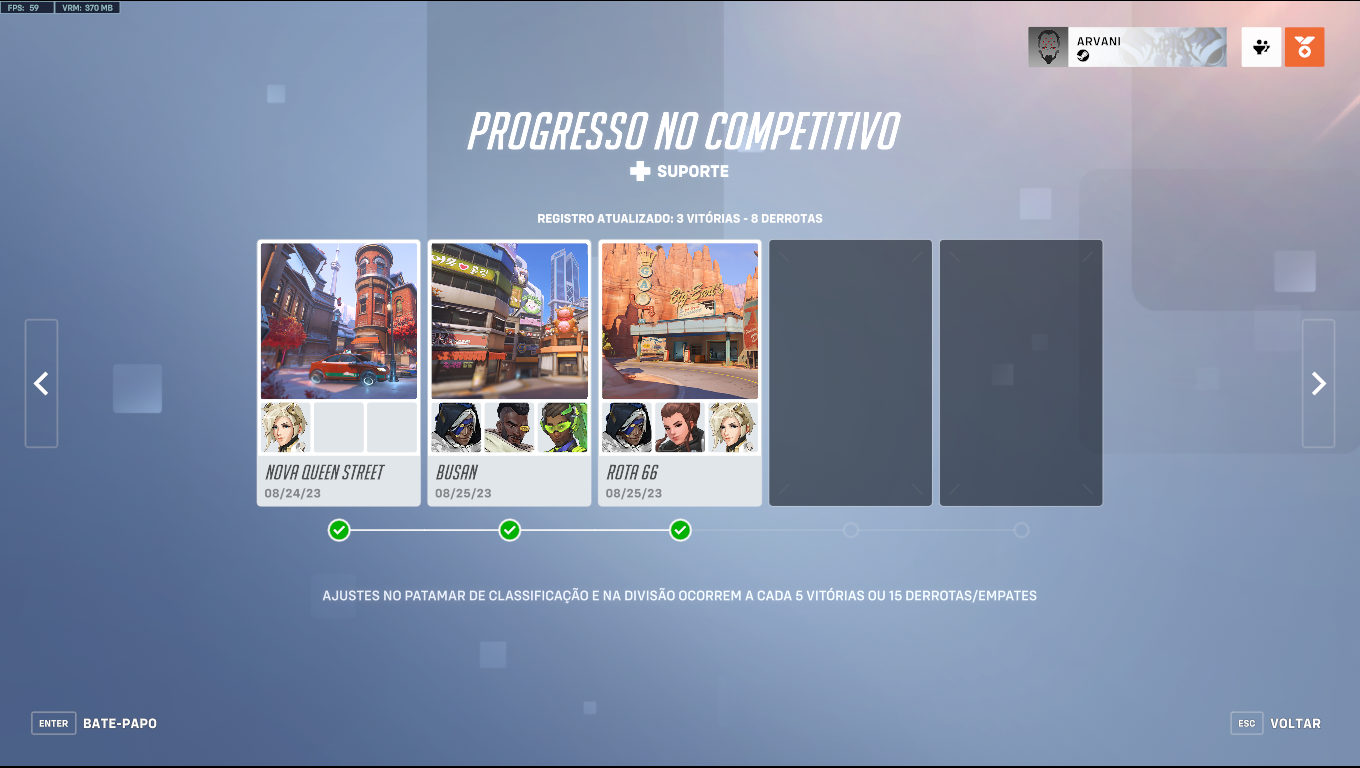 FPS: 59 VRM: 370 MB
ARVANI
PROGRESSO NO COMPETITIVO
SUPORTE
REGISTRO ATUALIZADO: 3 VITÓRIAS - 8 DERROTAS
NOVA QUEEN STREET
08/24/23
BUSAN
08/25/23
ROTA 66
08/25/23
AJUSTES NO PATAMAR DE CLASSIFICAÇÃO E NA DIVISÃO OCORREM A CADA 5 VITÓRIAS OU 15 DERROTAS/EMPATES
ENTER BATE-PAPO
ESC VOLTAR